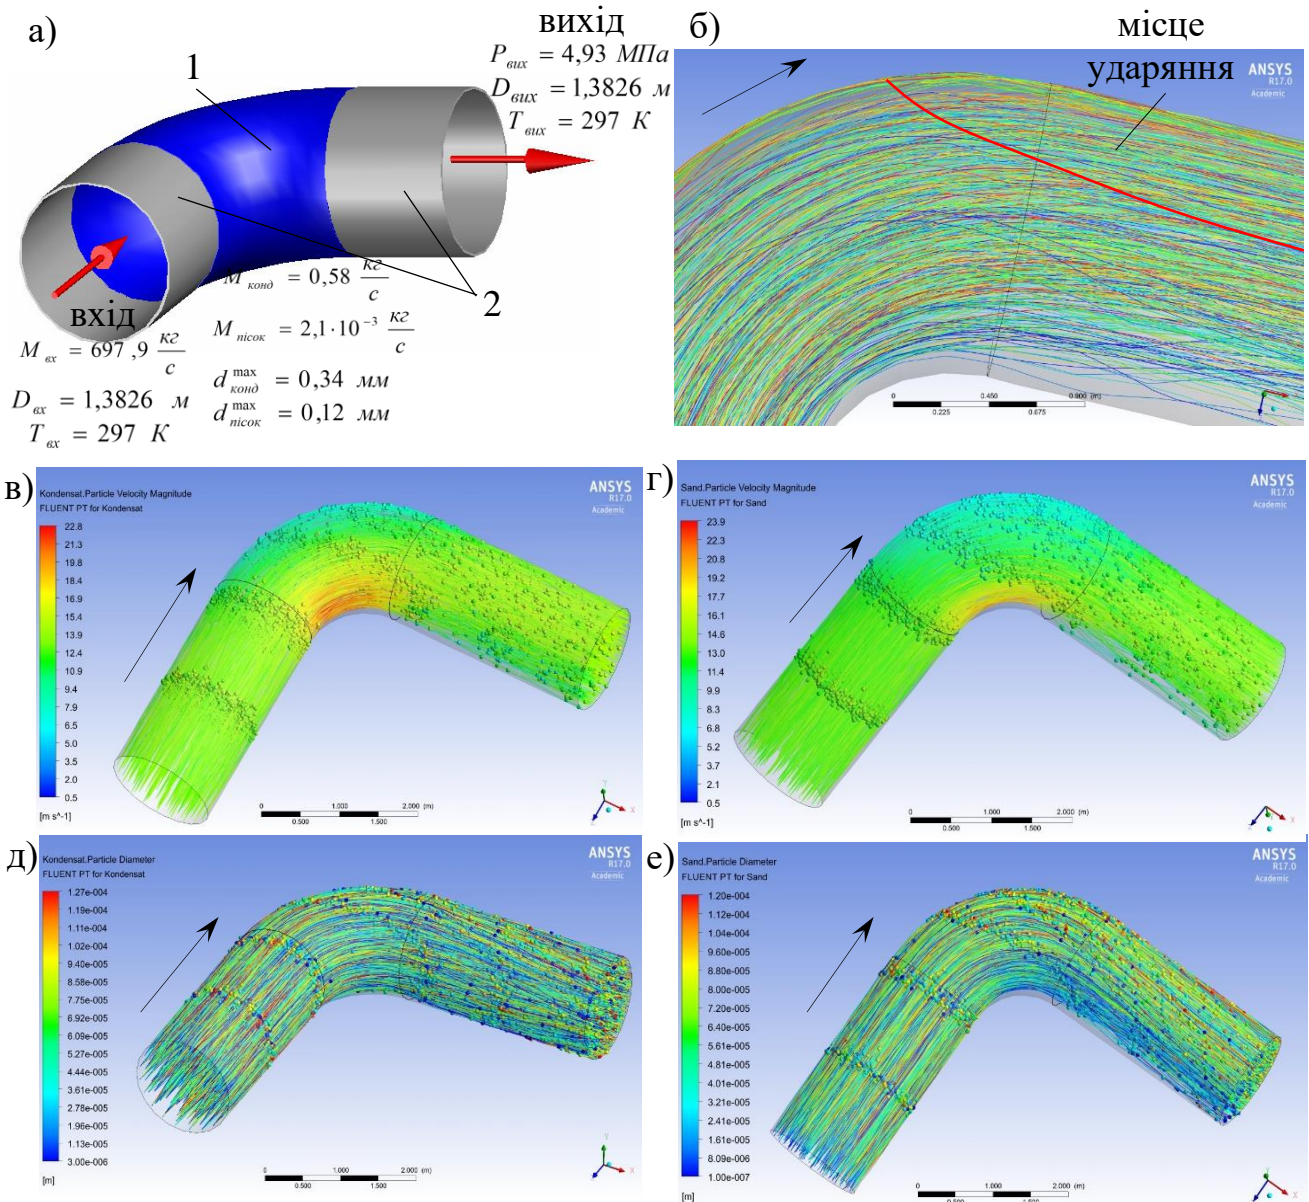 а)
1
вихід
P вих = 4,93 МПа
D вих = 1,3826 м
T вих = 297 К
вхід
M вх = 697,9 кг/с
D вх = 1,3826 м
T вх = 297 К
M конд = 0,58 кг/с
M пісок = 2,1·10⁻³ кг/с
d max конд = 0,34 мм
d max пісок = 0,12 мм
2
б)
місце
ударяння
ANSYS
R17.0
Academic
0 0.450 0.900 (m)
0.225 0.675
в)
Kondensat.Particle Velocity Magnitude
FLUENT PT for Kondensat
22.8
21.3
19.8
18.4
16.9
15.4
13.9
12.4
10.9
9.4
7.9
6.5
5.0
3.5
2.0
0.5
[m s^-1]
ANSYS
R17.0
Academic
0 1.000 2.000 (m)
0.500 1.500
Y
X
Z
г)
Sand.Particle Velocity Magnitude
FLUENT PT for Sand
23.9
22.4
20.8
19.2
17.7
16.1
14.6
13.0
11.4
9.9
8.3
6.8
5.2
3.7
2.1
0.5
[m s^-1]
ANSYS
R17.0
Academic
0 1.000 2.000 (m)
0.500 1.500
д)
Kondensat.Particle Diameter
FLUENT PT for Kondensat
1.27e-004
1.19e-004
1.10e-004
1.02e-004
9.40e-005
8.58e-005
7.75e-005
6.92e-005
6.09e-005
5.27e-005
4.44e-005
3.61e-005
2.78e-005
1.96e-005
1.13e-005
3.00e-006
[m]
ANSYS
R17.0
Academic
0 1.000 2.000 (m)
0.500 1.500
Y
X
Z
е)
Sand.Particle Diameter
FLUENT PT for Sand
1.20e-004
1.12e-004
1.04e-004
9.60e-005
8.80e-005
8.00e-005
7.20e-005
6.40e-005
5.61e-005
4.81e-005
4.01e-005
3.21e-005
2.41e-005
1.61e-005
8.09e-006
1.00e-007
[m]
ANSYS
R17.0
Academic
0 1.000 2.000 (m)
0.500 1.500